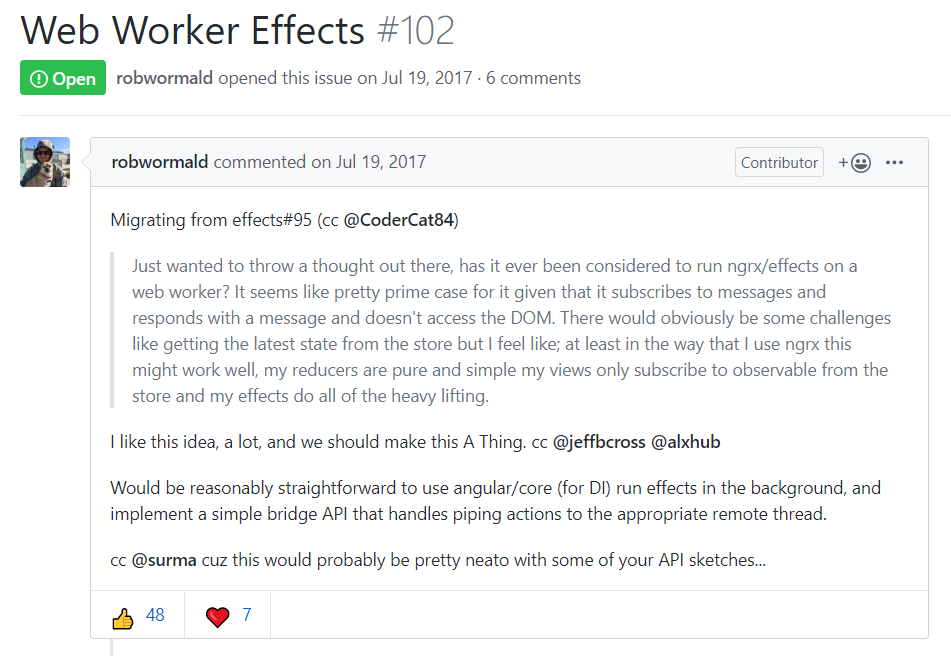 Web Worker Effects #102
Open robwormald opened this issue on Jul 19, 2017 · 6 comments
robwormald commented on Jul 19, 2017 Contributor +
Migrating from effects#95 (cc @CoderCat84)
Just wanted to throw a thought out there, has it ever been considered to run ngrx/effects on a
web worker? It seems like pretty prime case for it given that it subscribes to messages and
responds with a message and doesn't access the DOM. There would obviously be some challenges
like getting the latest state from the store but I feel like; at least in the way that I use ngrx this
might work well, my reducers are pure and simple my views only subscribe to observable from the
store and my effects do all of the heavy lifting.
I like this idea, a lot, and we should make this A Thing. cc @jeffbcross @alxhub
Would be reasonably straightforward to use angular/core (for DI) run effects in the background, and
implement a simple bridge API that handles piping actions to the appropriate remote thread.
cc @surma cuz this would probably be pretty neato with some of your API sketches...
48 7